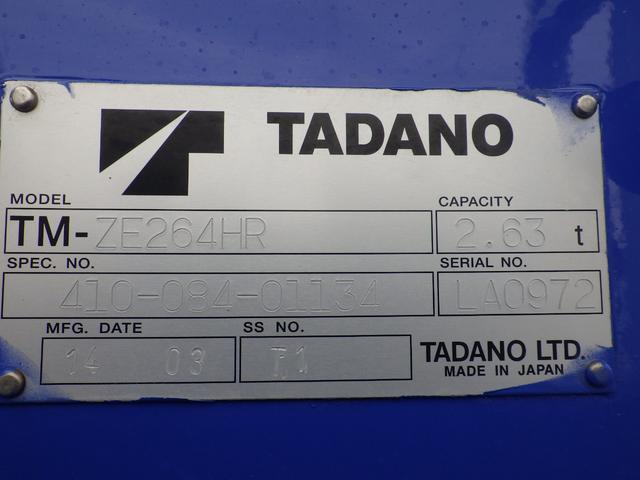 TADANO
MODEL
TM-ZE264HR
CAPACITY
2.63 t
SPEC. NO.
410-084-01134
SERIAL NO.
LA0972
MFG. DATE
14 03
SS NO.
T1
TADANO LTD.
MADE IN JAPAN